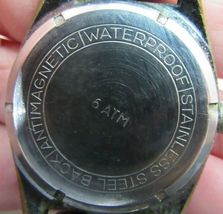 ANTIMAGNETIC|WATERPROOF|STAINLESS STEEL BACK|
6 ATM